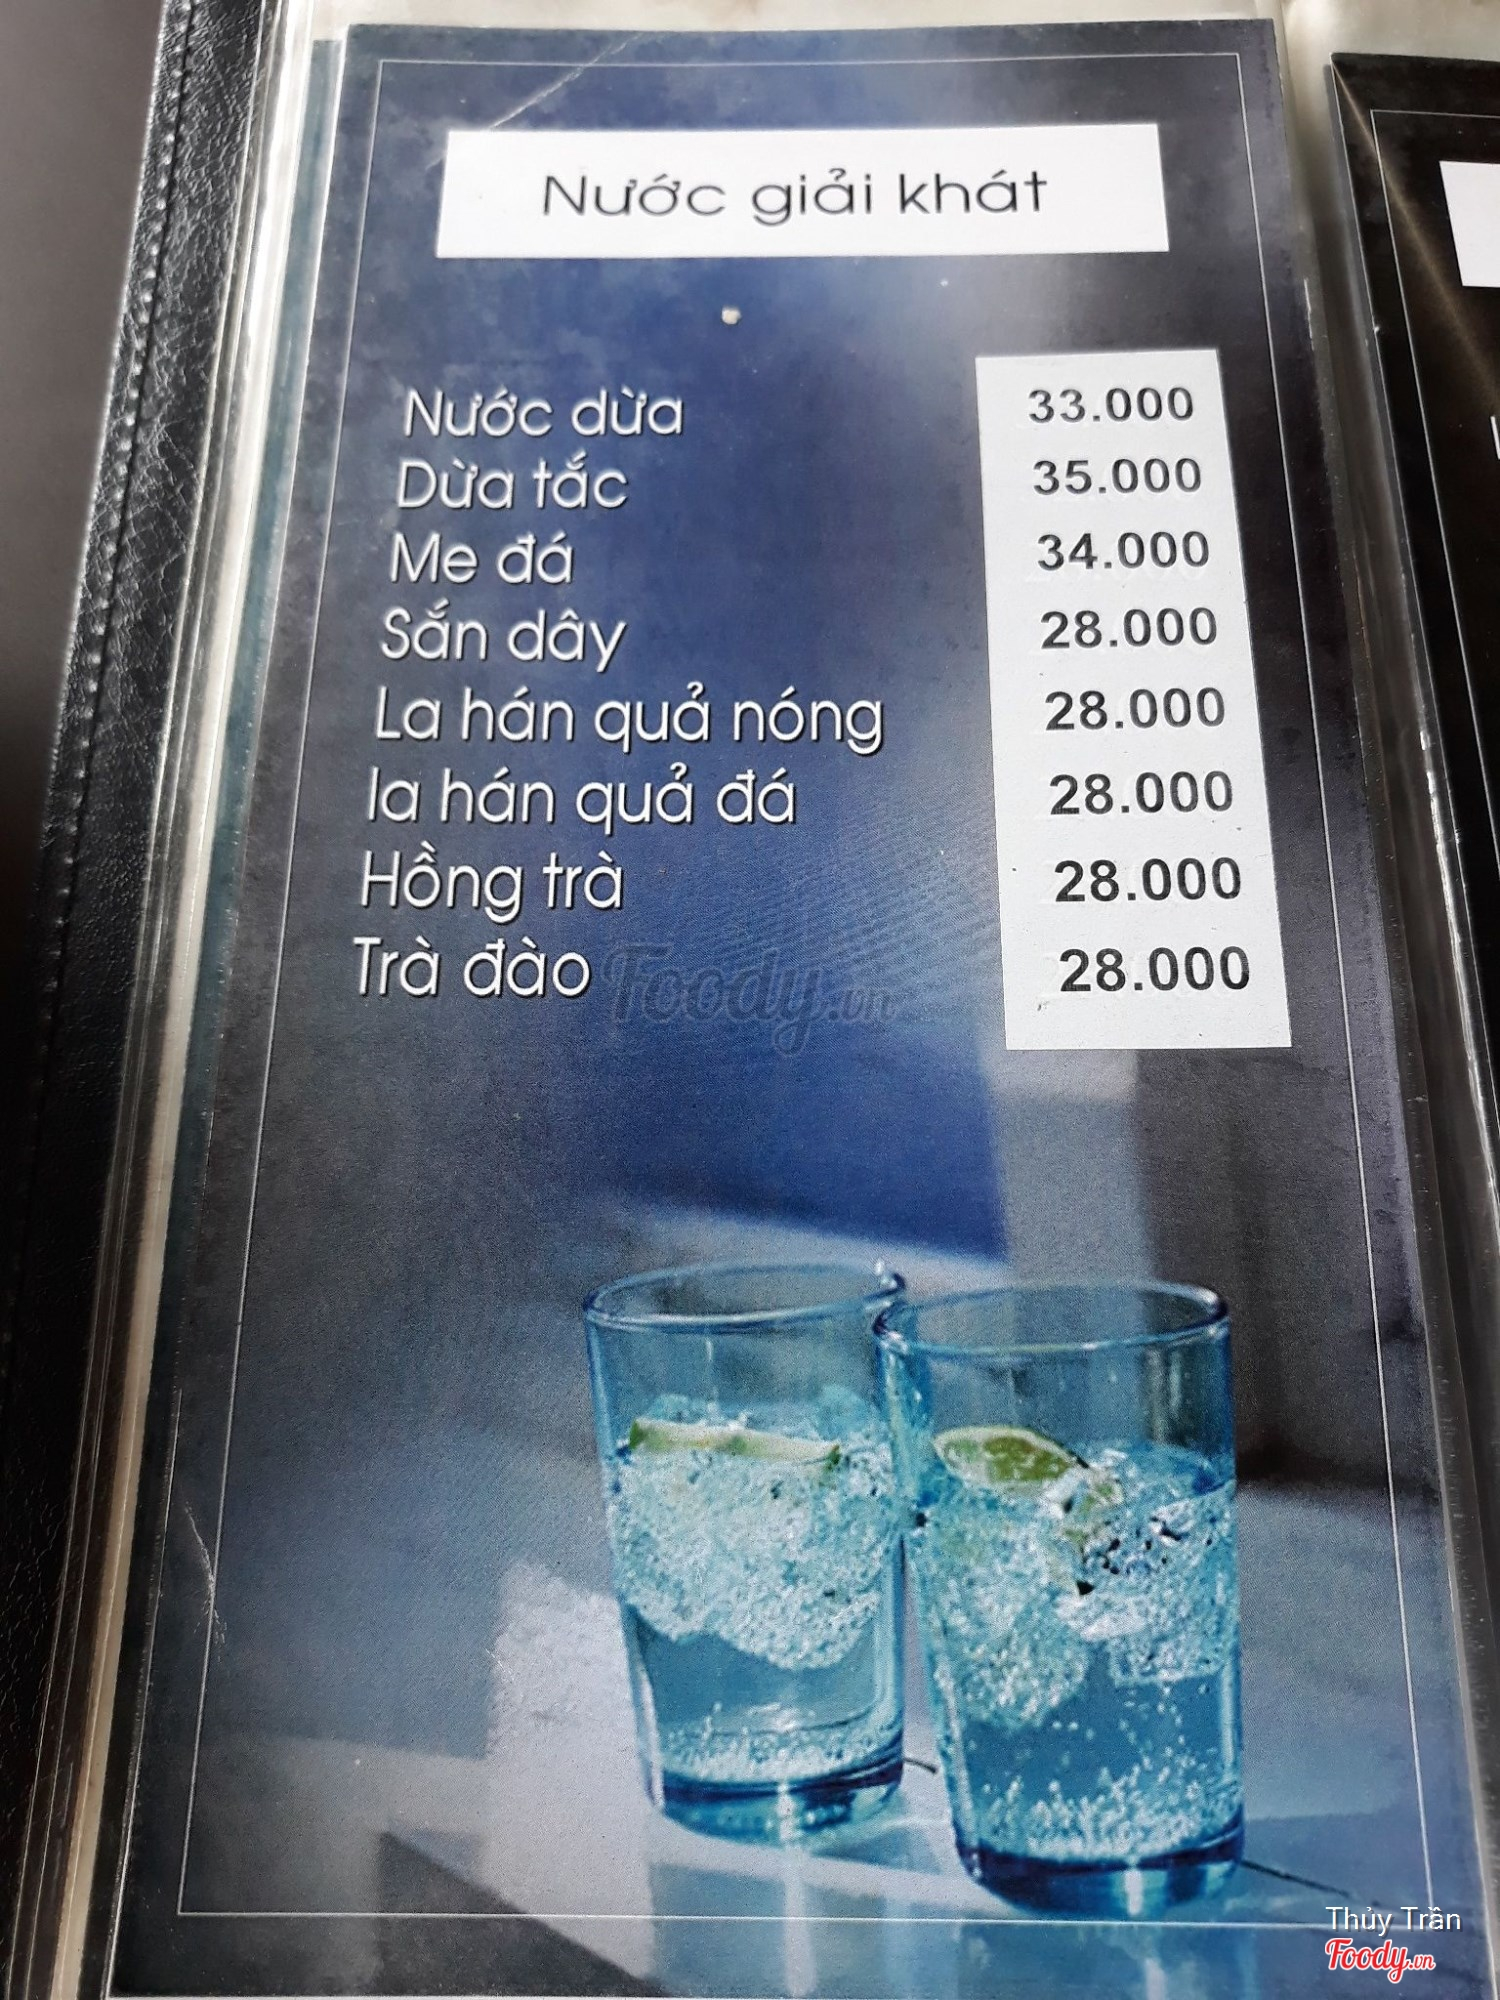 Nước giải khát
Nước dừa 33.000
Dừa tắc 35.000
Me đá 34.000
Sắn dây 28.000
La hán quả nóng 28.000
la hán quả đá 28.000
Hồng trà 28.000
Trà đào 28.000
Foody.vn
Thủy Trần
Foody.vn